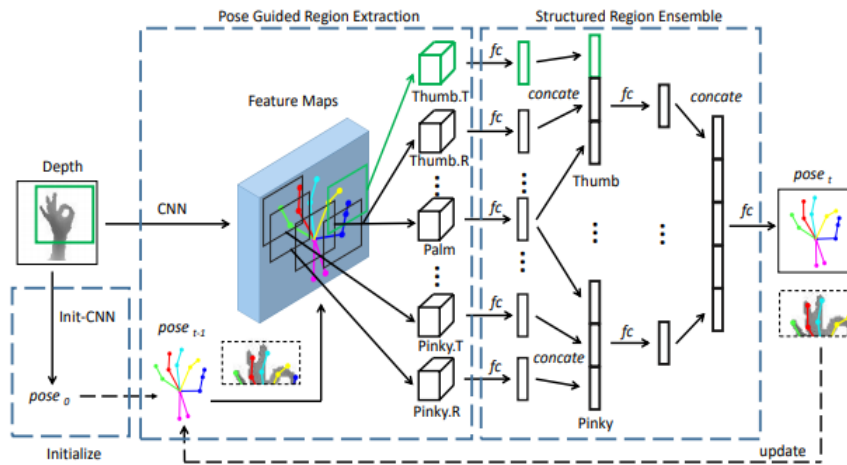 Pose Guided Region Extraction
Structured Region Ensemble
Depth
CNN
Feature Maps
Thumb.T
Thumb.R
Palm
Pinky.T
Pinky.R
fc
fc
fc
fc
fc
concate
concate
Thumb
Pinky
fc
fc
concate
fc
pose t
Init-CNN
pose 0
Initialize
pose t-1
update